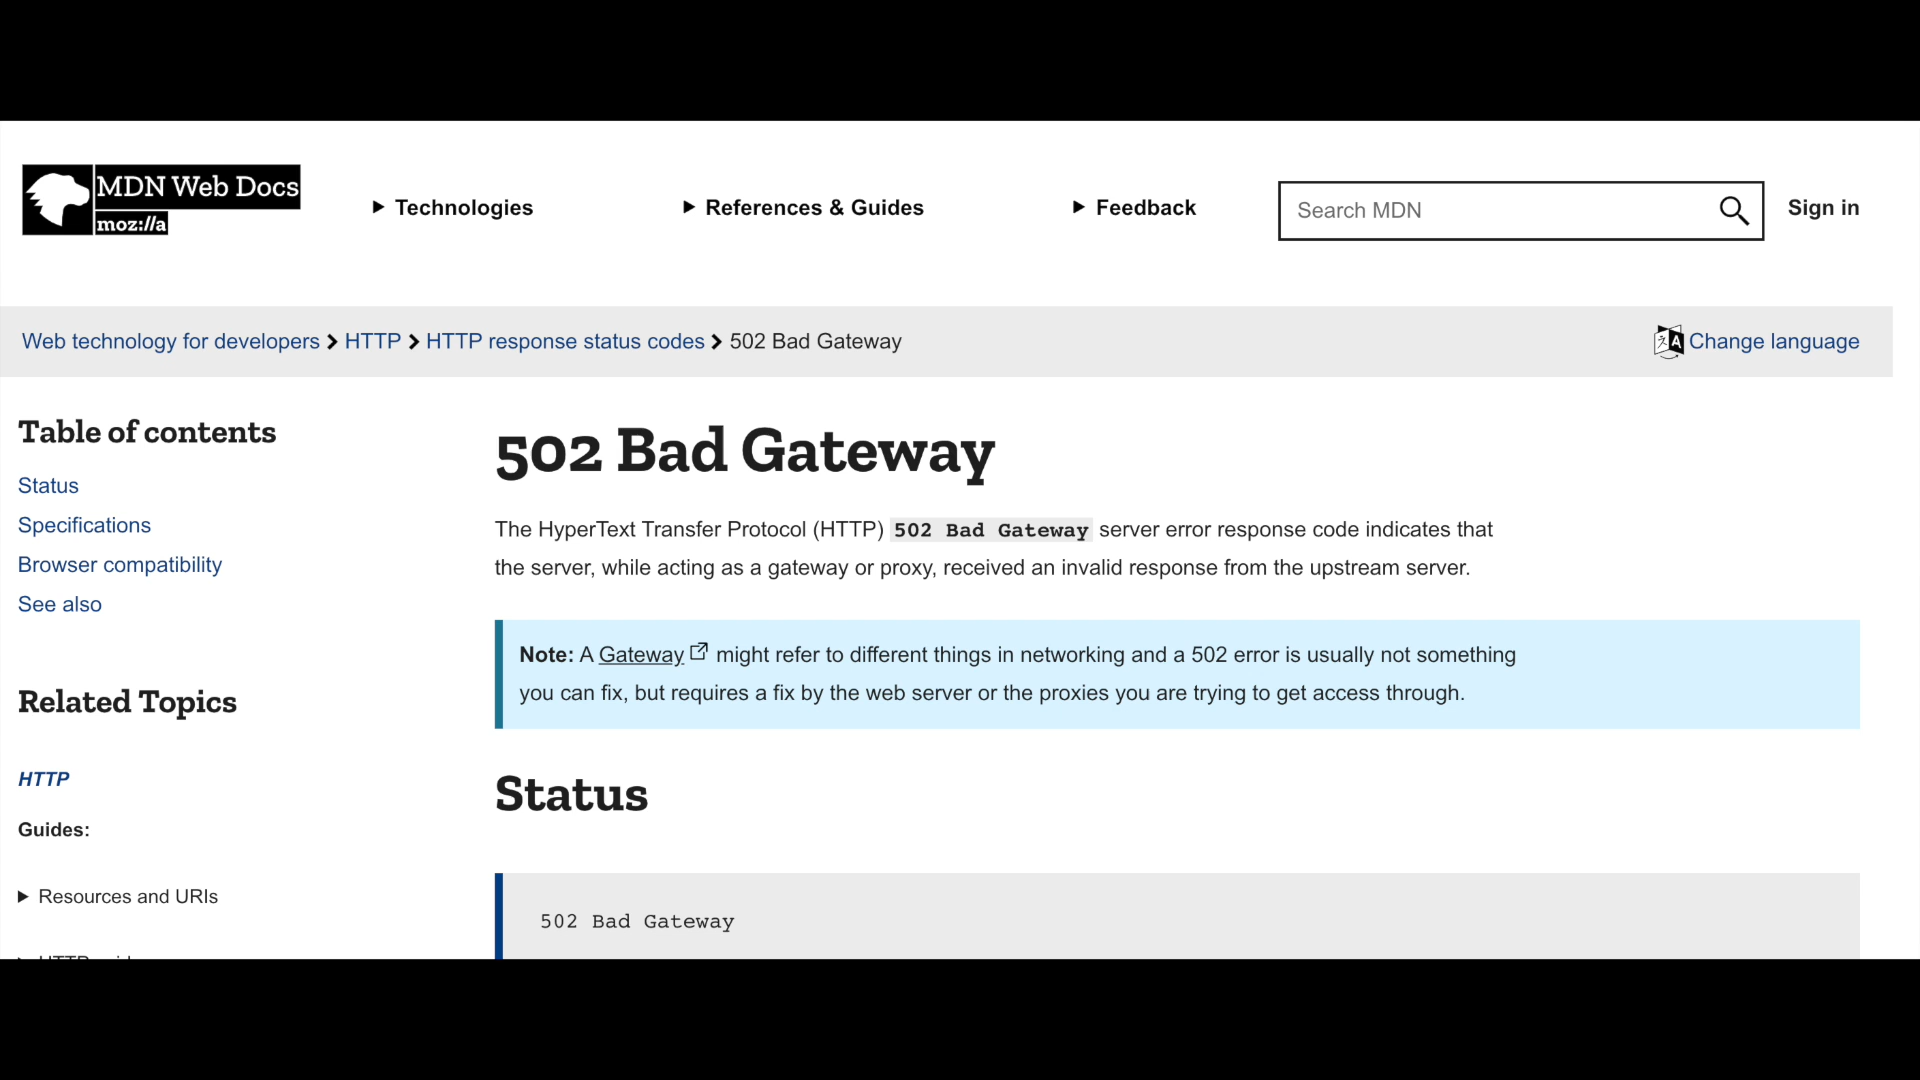 MDN Web Docs
moz://a
Technologies
References & Guides
Feedback
Search MDN
Sign in
Web technology for developers > HTTP > HTTP response status codes > 502 Bad Gateway
Change language
Table of contents
Status
Specifications
Browser compatibility
See also
Related Topics
HTTP
Guides:
Resources and URIs
502 Bad Gateway
The HyperText Transfer Protocol (HTTP) 502 Bad Gateway server error response code indicates that
the server, while acting as a gateway or proxy, received an invalid response from the upstream server.
Note: A Gateway might refer to different things in networking and a 502 error is usually not something
you can fix, but requires a fix by the web server or the proxies you are trying to get access through.
Status
502 Bad Gateway